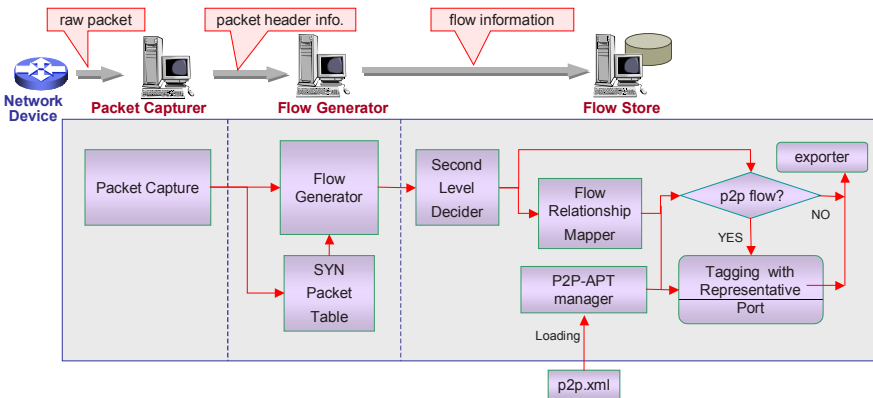 raw packet
packet header info.
flow information
Network
Device
Packet Capturer
Flow Generator
Flow Store
Packet Capture
Flow
Generator
SYN
Packet
Table
Second
Level
Decider
Flow
Relationship
Mapper
P2P-APT
manager
Loading
p2p.xml
p2p flow?
NO
YES
exporter
Tagging with
Representative
Port